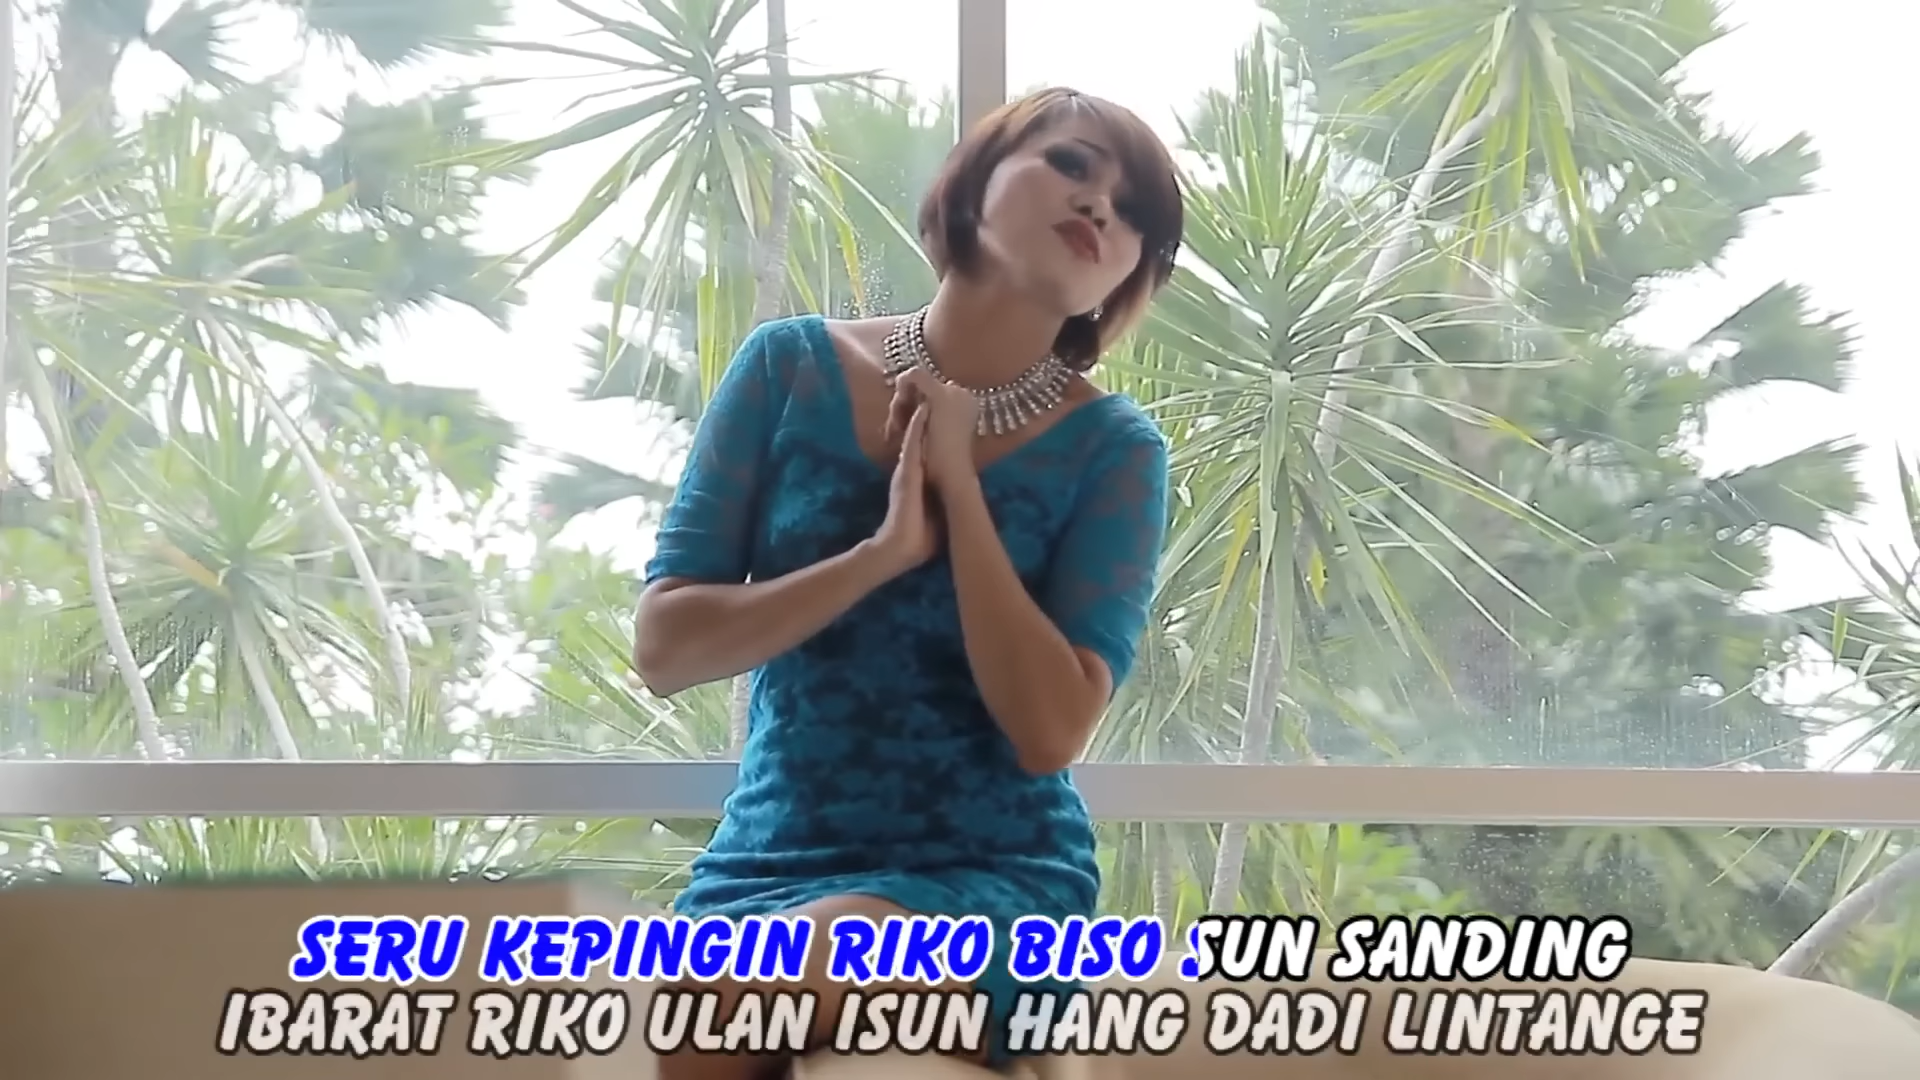 SERU KEPINGIN RIKO BISO SUN SANDING
IBARAT RIKO ULAN ISUN HANG DADI LINTANGE